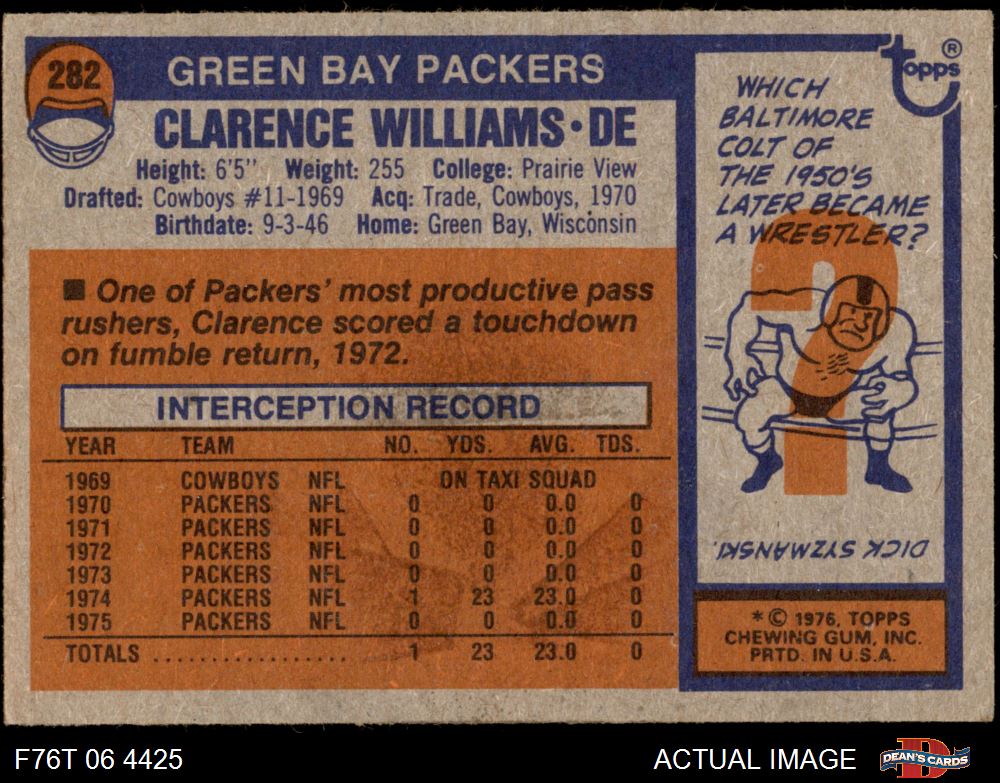 282
GREEN BAY PACKERS
CLARENCE WILLIAMS•DE
Height: 6'5" Weight: 255 College: Prairie View
Drafted: Cowboys #11-1969 Acq: Trade, Cowboys, 1970
Birthdate: 9-3-46 Home: Green Bay, Wisconsin
■ One of Packers' most productive pass
rushers, Clarence scored a touchdown
on fumble return, 1972.
INTERCEPTION RECORD
YEAR TEAM NO. YDS. AVG. TDS.
1969 COWBOYS NFL ON TAXI SQUAD
1970 PACKERS NFL 0 0 0.0 0
1971 PACKERS NFL 0 0 0.0 0
1972 PACKERS NFL 0 0 0.0 0
1973 PACKERS NFL 0 0 0.0 0
1974 PACKERS NFL 1 23 23.0 0
1975 PACKERS NFL 0 0 0.0 0
TOTALS .................... 1 23 23.0 0
topps ®
WHICH
BALTIMORE
COLT OF
THE 1950'S
LATER BECAME
A WRESTLER?
?
DICK SYZMANSKI.
*© 1976, TOPPS
CHEWING GUM, INC.
PRTD. IN U.S.A.
F76T 06 4425
ACTUAL IMAGE
DEAN'S CARDS